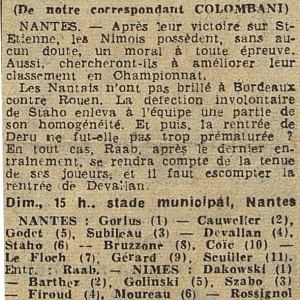 (De notre correspondant COLOMBANI)
NANTES. — Après leur victoire sur St-
Etienne, les Nîmois possèdent, sans au-
cun doute, un moral à toute épreuve.
Aussi, chercheront-ils à améliorer leur
classement en Championnat.
Les Nantais n'ont pas brillé à Bordeaux
contre Rouen. La défection involontaire
de Staho enleva à l'équipe une partie de
son homogénéité. Et puis, la rentrée de
Deru ne fut-elle pas trop prématurée ?
En tout cas, Raab, après le dernier en-
traînement, se rendra compte de la tenue
de ses joueurs, et il faut escompter la
rentrée de Devallan.
Dim., 15 h., stade municipal, Nantes
NANTES : Gorius (1) — Cauwelier (2),
Godet (5), Subileau (3) — Devallan (4),
Staho (6) — Bruzzone (8), Coïc (10) —
Le Floch (7), Gérard (9), Scuiller (11).
Entr. : Raab. — NIMES : Dakowski (1)
— Barthez (2), Golinski (5), Szabo (3)
— Firoud (4), Moureau (6) — Rossignol